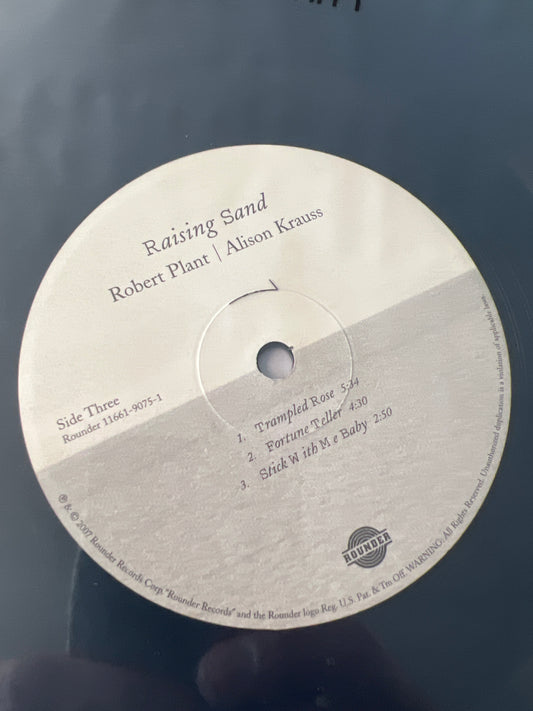 Raising Sand
Robert Plant | Alison Krauss
Side Three
Rounder 11661-9075-1
1. Trampled Rose 5:34
2. Fortune Teller 4:30
3. Stick With Me Baby 2:50
ROUNDER
℗ & © 2007 Rounder Records Corp. "Rounder Records" and the Rounder logo Reg. U.S. Pat. & Tm Off. WARNING: All Rights Reserved. Unauthorized duplication is a violation of applicable laws.